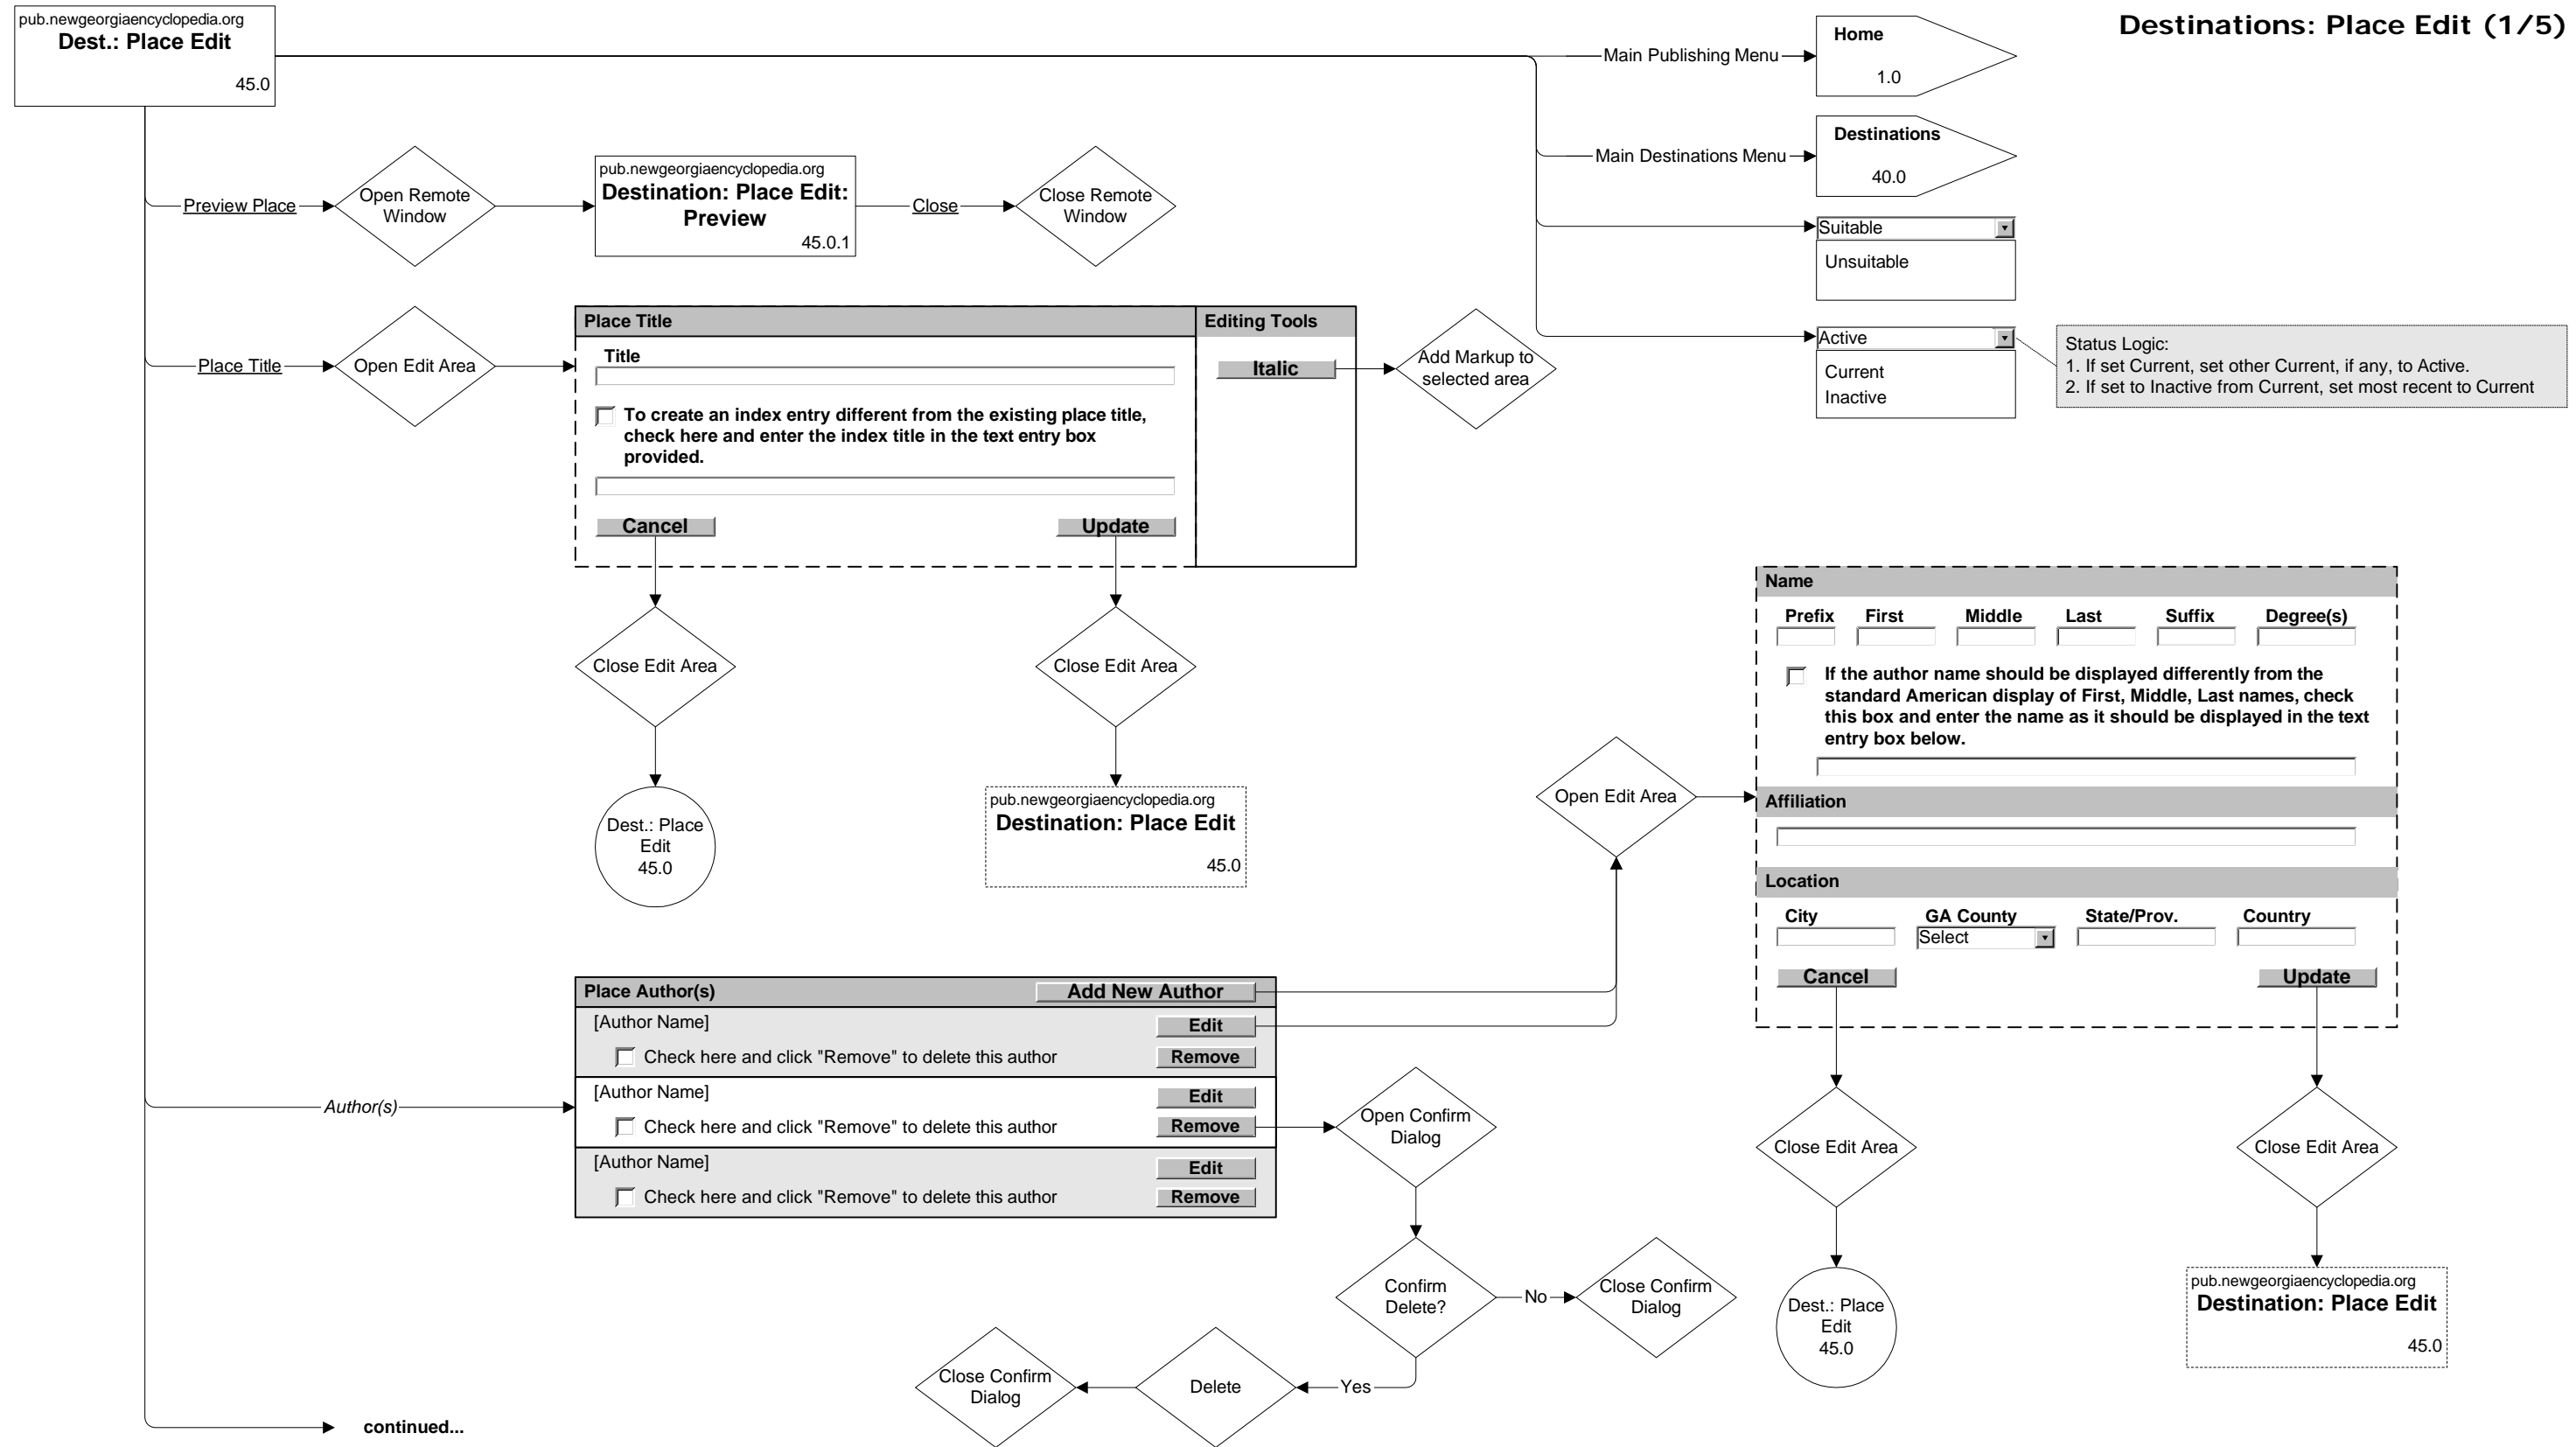 Destinations: Place Edit (1/5)
pub.newgeorgiaencyclopedia.org
Dest.: Place Edit
45.0
Main Publishing Menu
Home
1.0
Main Destinations Menu
Destinations
40.0
Suitable
Unsuitable
Active
Current
Inactive
Status Logic:
1. If set Current, set other Current, if any, to Active.
2. If set to Inactive from Current, set most recent to Current
Preview Place
Open Remote
Window
pub.newgeorgiaencyclopedia.org
Destination: Place Edit:
Preview
45.0.1
Close
Close Remote
Window
Place Title
Open Edit Area
Place Title
Title
To create an index entry different from the existing place title,
check here and enter the index title in the text entry box
provided.
Cancel
Update
Editing Tools
Italic
Add Markup to
selected area
Close Edit Area
Close Edit Area
Dest.: Place
Edit
45.0
pub.newgeorgiaencyclopedia.org
Destination: Place Edit
45.0
Author(s)
Place Author(s)
Add New Author
[Author Name]
Edit
Check here and click "Remove" to delete this author
Remove
[Author Name]
Edit
Check here and click "Remove" to delete this author
Remove
[Author Name]
Edit
Check here and click "Remove" to delete this author
Remove
Open Edit Area
Name
Prefix First Middle Last Suffix Degree(s)
If the author name should be displayed differently from the
standard American display of First, Middle, Last names, check
this box and enter the name as it should be displayed in the text
entry box below.
Affiliation
Location
City GA County State/Prov. Country
Select
Cancel
Update
Close Edit Area
Close Edit Area
Dest.: Place
Edit
45.0
pub.newgeorgiaencyclopedia.org
Destination: Place Edit
45.0
Open Confirm
Dialog
Confirm
Delete?
No
Close Confirm
Dialog
Yes
Delete
Close Confirm
Dialog
continued...